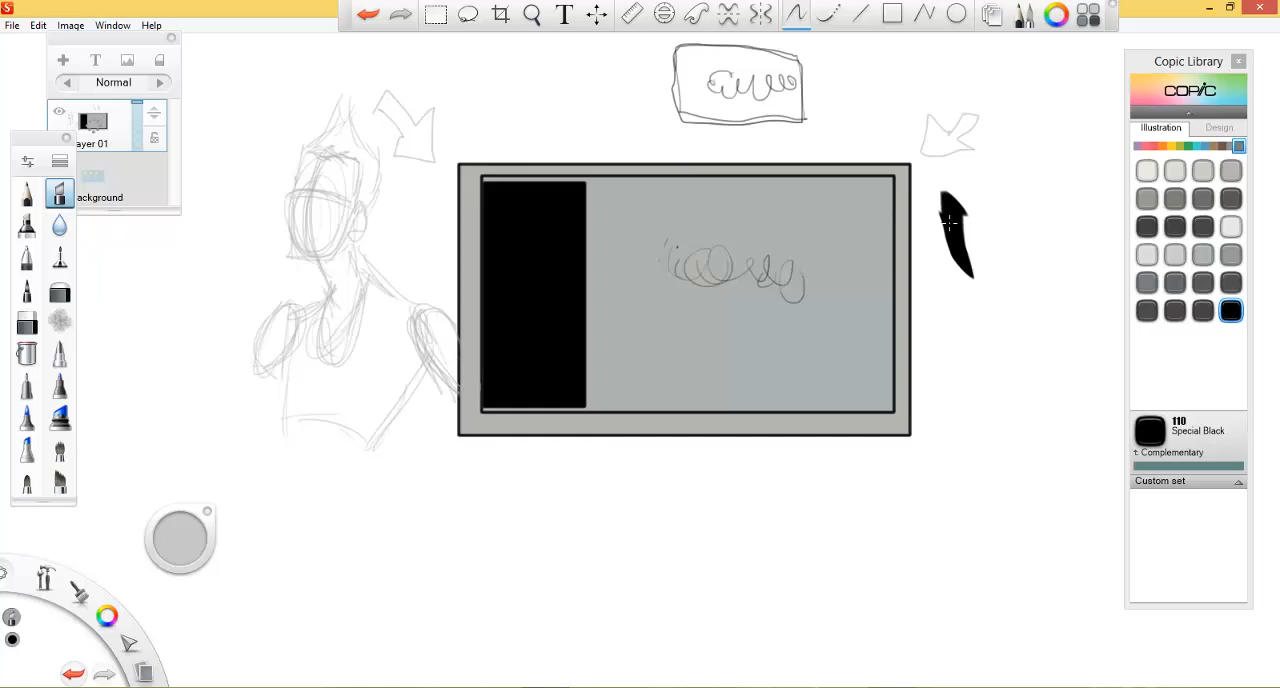 File Edit Image Window Help
T
T
Normal
ayer 01
ackground
Copic Library
COPIC
Illustration Design
110
Special Black
Complementary
Custom set